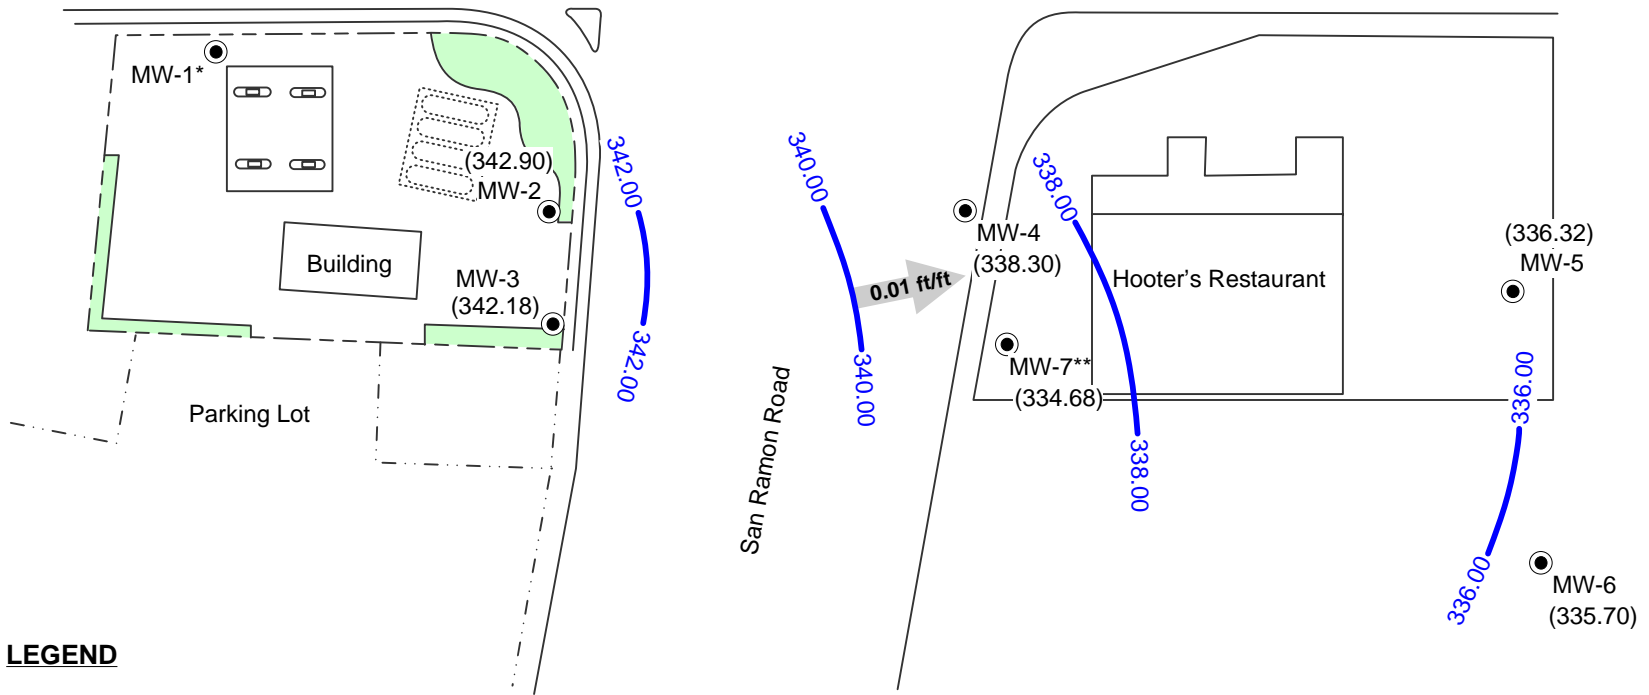 MW-1*
(342.90)
MW-2
342.00
340.00
338.00
MW-4
(338.30)
(336.32)
MW-5
Building
MW-3
(342.18)
0.01 ft/ft
Hooter's Restaurant
342.00
340.00
MW-7**
(334.68)
336.00
Parking Lot
San Ramon Road
338.00
336.00
MW-6
(335.70)
LEGEND